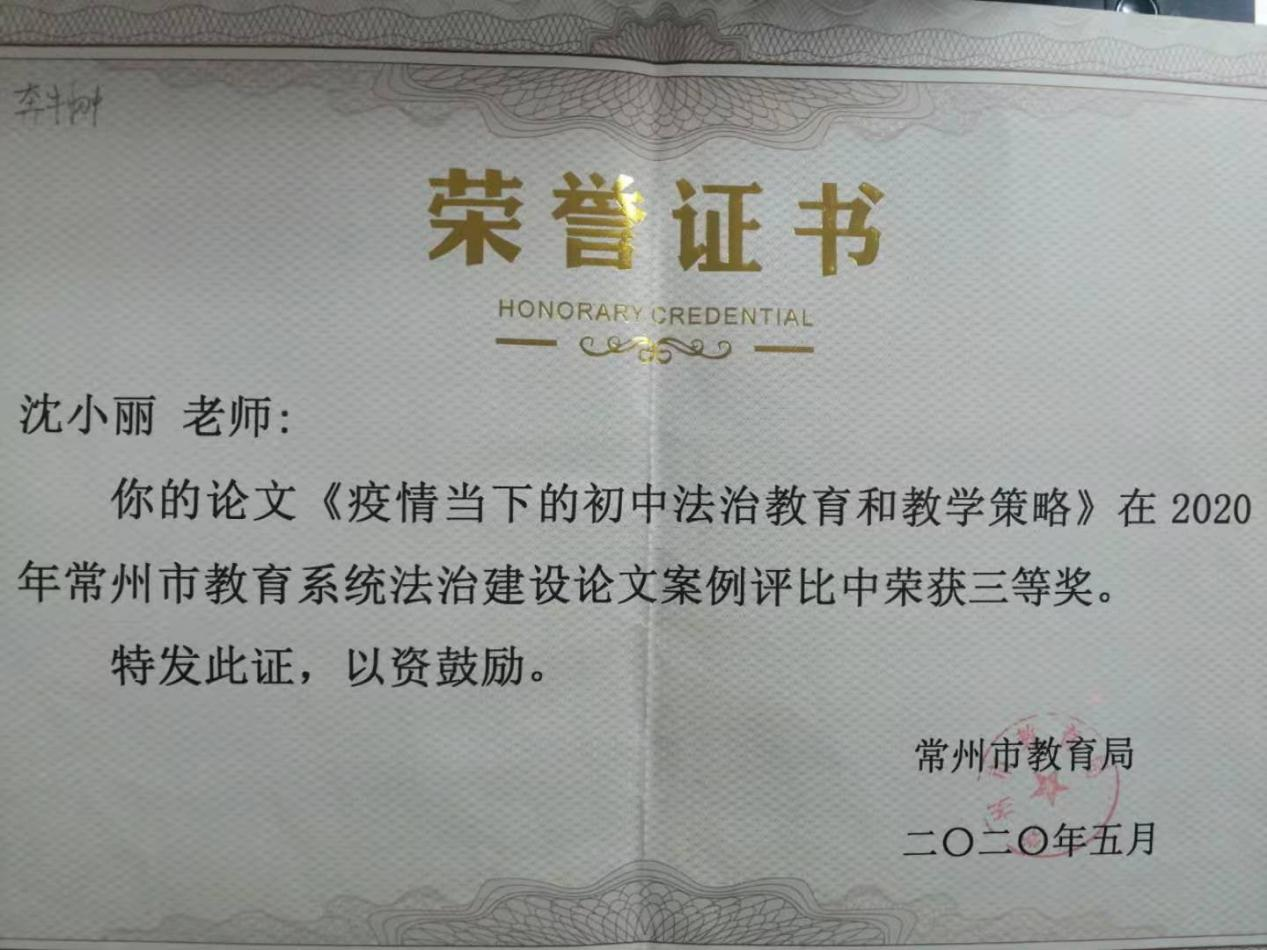 荣誉证书
HONORARY CREDENTIAL
沈小丽 老师:
你的论文《疫情当下的初中法治教育和教学策略》在 2020
年常州市教育系统法治建设论文案例评比中荣获三等奖。
特发此证，以资鼓励。
常州市教育局
二〇二〇年五月